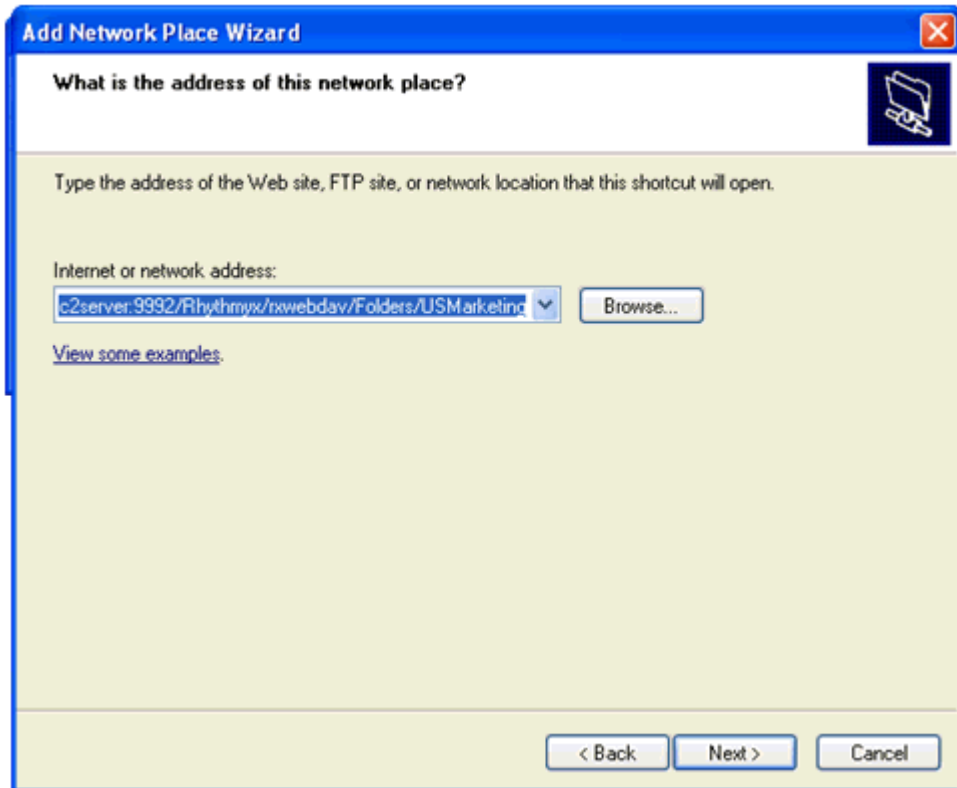 Add Network Place Wizard
What is the address of this network place?
Type the address of the Web site, FTP site, or network location that this shortcut will open.
Internet or network address:
c2server:9992/Rhythmyx/rxwebdav/Folders/USMarketing
Browse...
View some examples.
< Back
Next >
Cancel